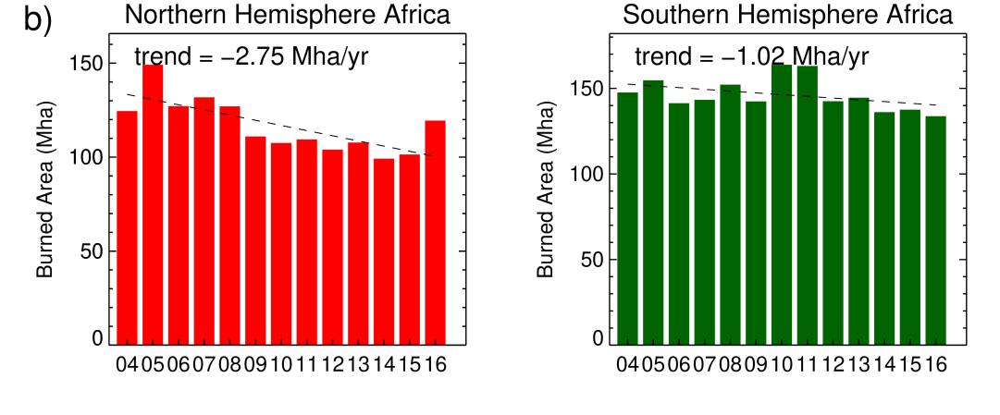 b)
Northern Hemisphere Africa
trend = −2.75 Mha/yr
Burned Area (Mha)
150
100
50
0
04 05 06 07 08 09 10 11 12 13 14 15 16
Southern Hemisphere Africa
trend = −1.02 Mha/yr
Burned Area (Mha)
150
100
50
0
04 05 06 07 08 09 10 11 12 13 14 15 16